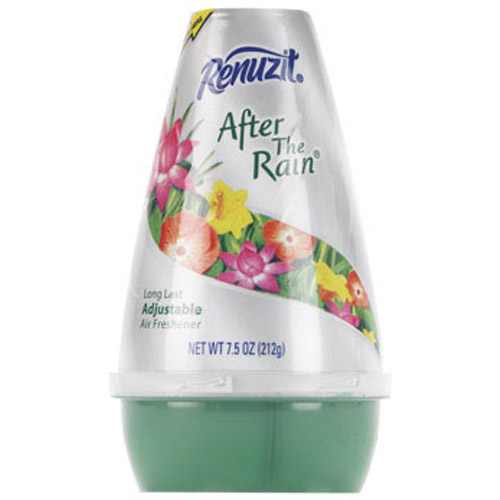 Renuzit®
After
The
Rain®
Long Last
Adjustable
Air Freshener
NET WT 7.5 OZ (212g)